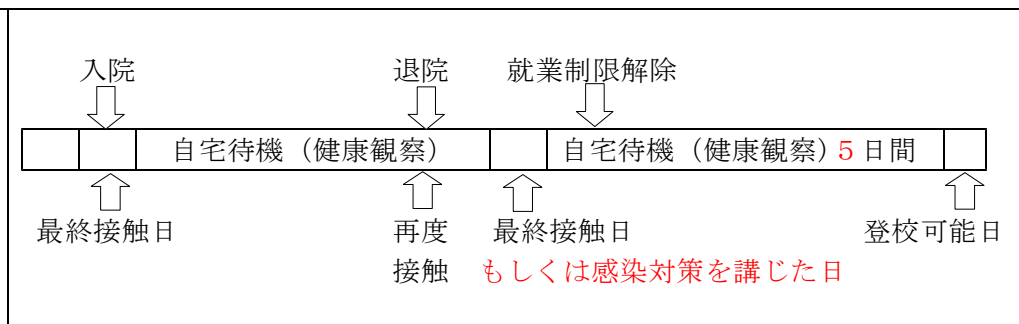 入院 退院 就業制限解除
自宅待機（健康観察） 自宅待機（健康観察）５日間
最終接触日 再度 最終接触日 登校可能日
接触 もしくは感染対策を講じた日